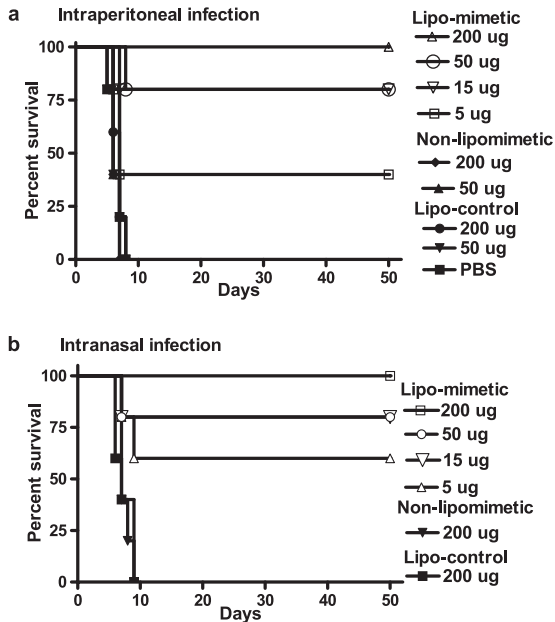 a Intraperitoneal infection
Percent survival
100
75
50
25
0
0 10 20 30 40 50
Days
Lipo-mimetic
200 ug
50 ug
15 ug
5 ug
Non-lipomimetic
200 ug
50 ug
Lipo-control
200 ug
50 ug
PBS
b Intranasal infection
Percent survival
100
75
50
25
0
0 10 20 30 40 50
Days
Lipo-mimetic
200 ug
50 ug
15 ug
5 ug
Non-lipomimetic
200 ug
Lipo-control
200 ug